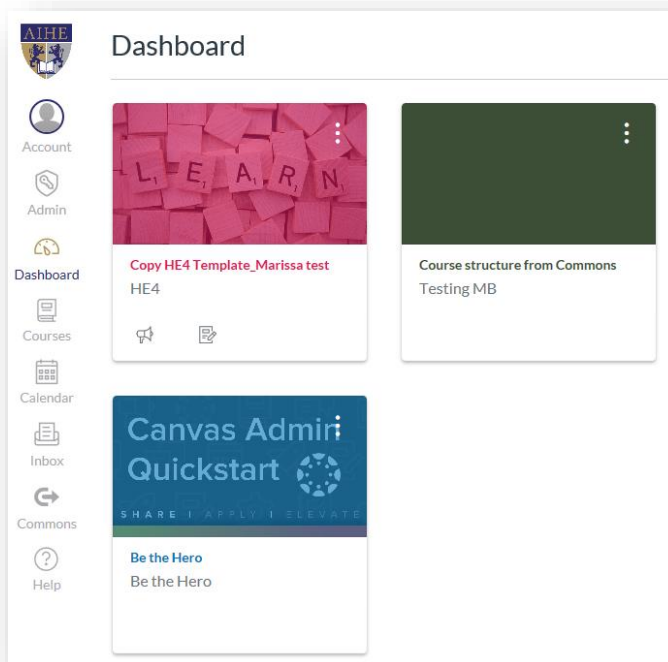 AIHE
Dashboard
Account
Admin
Dashboard
Courses
Calendar
Inbox
Commons
Help
L E A R N
Copy HE4 Template_Marissa test
HE4
Course structure from Commons
Testing MB
Canvas Admin
Quickstart
SHARE | APPLY | ELEVATE
Be the Hero
Be the Hero